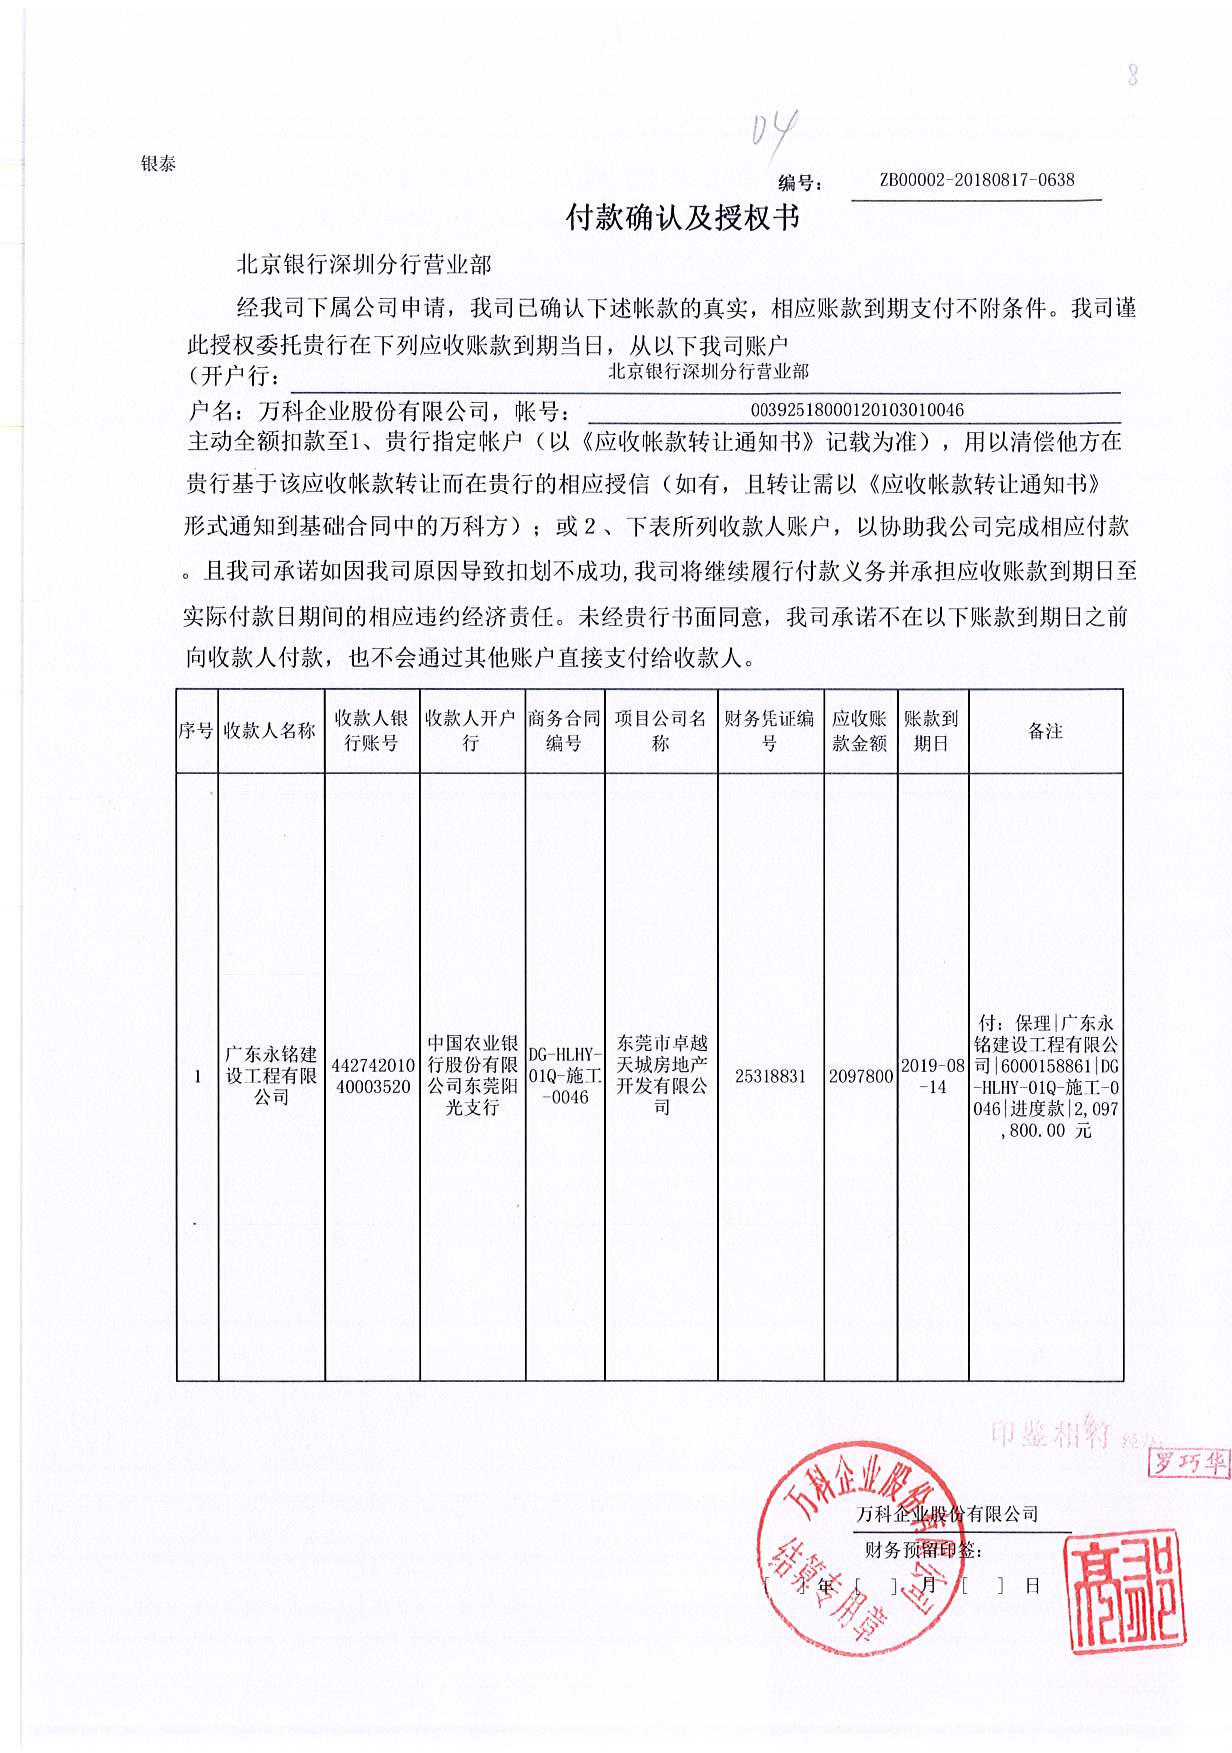 8
04
银泰
编号： ZB00002-20180817-0638
付款确认及授权书
北京银行深圳分行营业部
经我司下属公司申请，我司已确认下述帐款的真实，相应账款到期支付不附条件。我司谨
此授权委托贵行在下列应收账款到期当日，从以下我司账户
（开户行： 北京银行深圳分行营业部
户名：万科企业股份有限公司，帐号： 00392518000120103010046
主动全额扣款至1、贵行指定帐户（以《应收帐款转让通知书》记载为准），用以清偿他方在
贵行基于该应收帐款转让而在贵行的相应授信（如有，且转让需以《应收帐款转让通知书》
形式通知到基础合同中的万科方）；或２、下表所列收款人账户，以协助我公司完成相应付款
。且我司承诺如因我司原因导致扣划不成功,我司将继续履行付款义务并承担应收账款到期日至
实际付款日期间的相应违约经济责任。未经贵行书面同意，我司承诺不在以下账款到期日之前
向收款人付款，也不会通过其他账户直接支付给收款人。
序号
收款人名称
收款人银
行账号
收款人开户
行
商务合同
编号
项目公司名
称
财务凭证编
号
应收账
款金额
账款到
期日
备注
1
广东永铭建
设工程有限
公司
442742010
40003520
中国农业银
行股份有限
公司东莞阳
光支行
DG-HLHY-
01Q-施工
-0046
东莞市卓越
天城房地产
开发有限公
司
25318831
2097800
2019-08
-14
付：保理|广东永
铭建设工程有限公
司|6000158861|DG
-HLHY-01Q-施工-0
046|进度款|2,097
,800.00 元
印鉴相符 经办:
罗巧华
万科企业股份有限公司
结算专用章
万科企业股份有限公司
财务预留印签：
[ ] 年 [ ] 月 [ ] 日